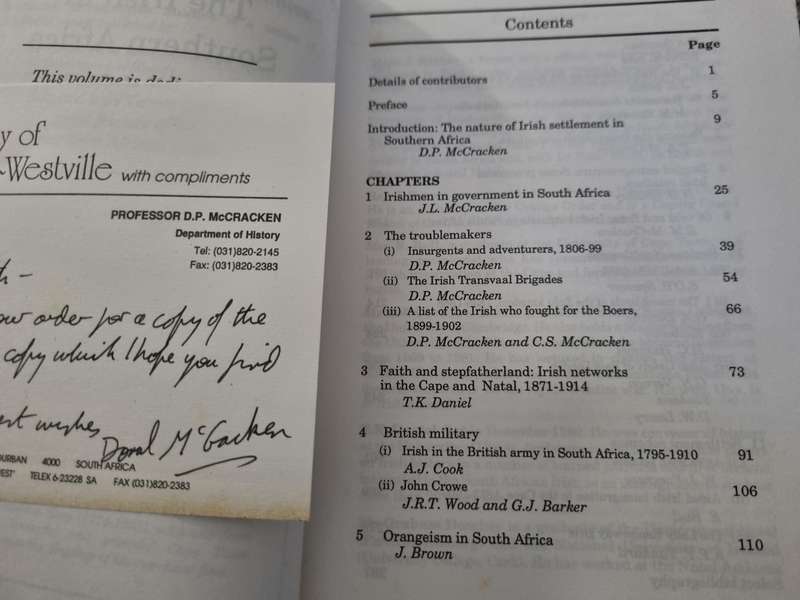 This volume is dedi
y of
-Westville with compliments
PROFESSOR D.P. McCRACKEN
Department of History
Tel: (031)820-2145
Fax: (031)820-2383
our order for a copy of the
copy which I hope you find
est wishes
Donal McCracken
URBAN 4000 SOUTH AFRICA
WEST' TELEX 6-23228 SA FAX (031)820-2383
Contents
Page
Details of contributors 1
Preface 5
Introduction: The nature of Irish settlement in 9
Southern Africa
D.P. McCracken
CHAPTERS
1 Irishmen in government in South Africa 25
J.L. McCracken
2 The troublemakers
(i) Insurgents and adventurers, 1806-99 39
D.P. McCracken
(ii) The Irish Transvaal Brigades 54
D.P. McCracken
(iii) A list of the Irish who fought for the Boers, 66
1899-1902
D.P. McCracken and C.S. McCracken
3 Faith and stepfatherland: Irish networks 73
in the Cape and Natal, 1871-1914
T.K. Daniel
4 British military
(i) Irish in the British army in South Africa, 1795-1910 91
A.J. Cook
(ii) John Crowe 106
J.R.T. Wood and G.J. Barker
5 Orangeism in South Africa 110
J. Brown